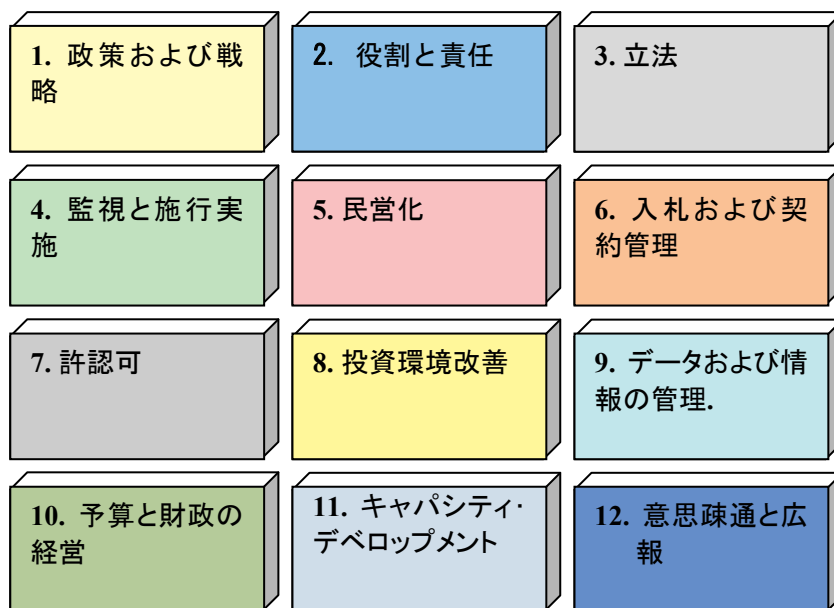 1. 政策および戦
略
2. 役割と責任
3. 立法
4. 監視と施行実
施
5. 民営化
6. 入札および契
約管理
7. 許認可
8. 投資環境改善
9. データおよび情
報の管理.
10. 予算と財政の
経営
11. キャパシティ・
デベロップメント
12. 意思疎通と広
報